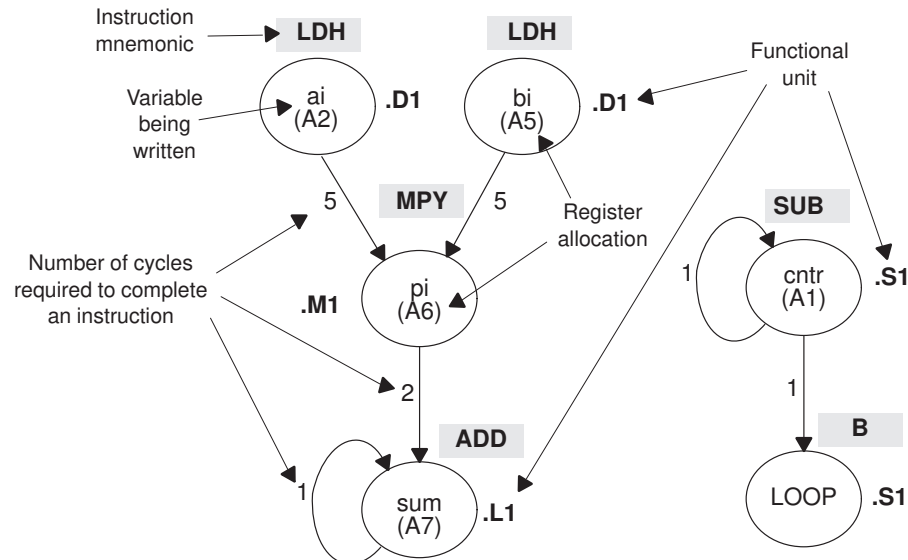 Instruction
mnemonic
LDH
LDH
Functional
unit
Variable
being
written
ai
(A2)
.D1
bi
(A5)
.D1
5
MPY
5
Register
allocation
SUB
Number of cycles
required to complete
an instruction
.M1
pi
(A6)
1
cntr
(A1)
.S1
2
1
ADD
B
1
sum
(A7)
.L1
LOOP
.S1